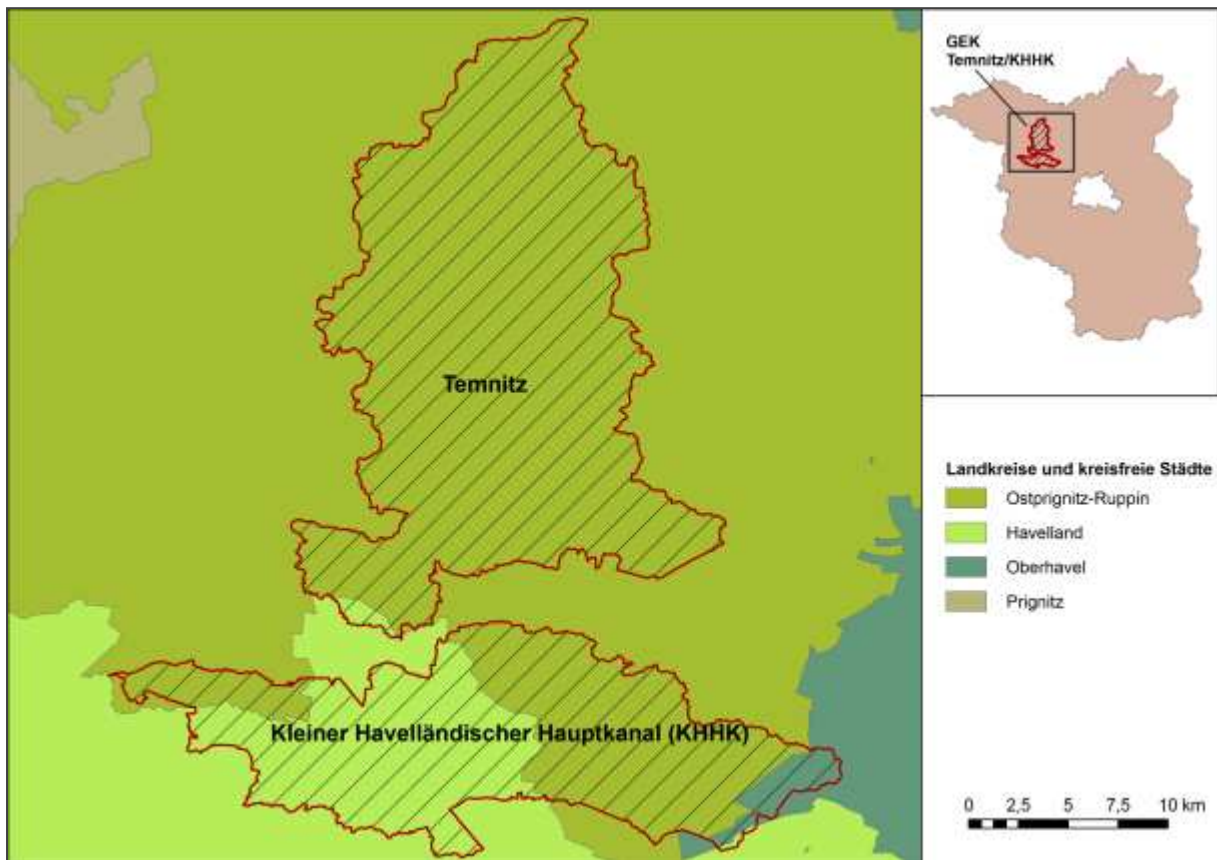 GEK
Temnitz/KHHK
Temnitz
Kleiner Havelländischer Hauptkanal (KHHK)
Landkreise und kreisfreie Städte
Ostprignitz-Ruppin
Havelland
Oberhavel
Prignitz
0 2,5 5 7,5 10 km